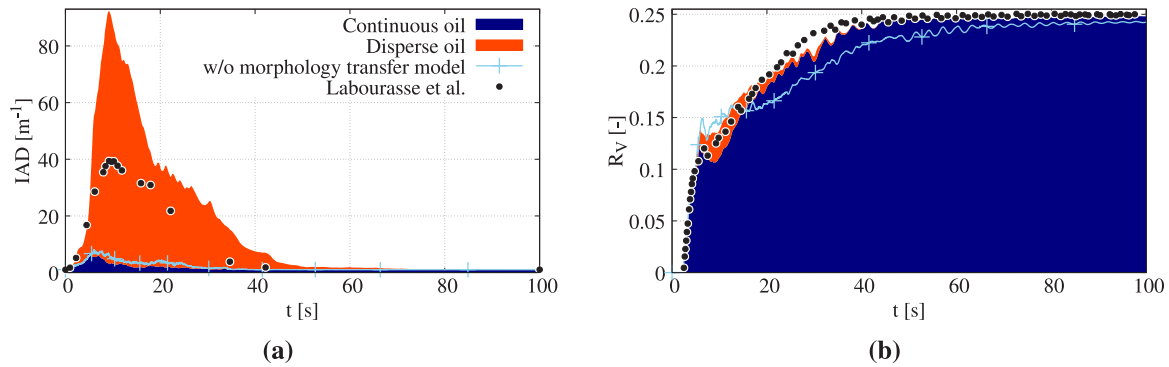 Continuous oil
Disperse oil
w/o morphology transfer model
Labourasse et al.
IAD [m⁻¹]
80
60
40
20
0
0 20 40 60 80 100
t [s]
(a)
R_V [-]
0.25
0.2
0.15
0.1
0.05
0
0 20 40 60 80 100
t [s]
(b)